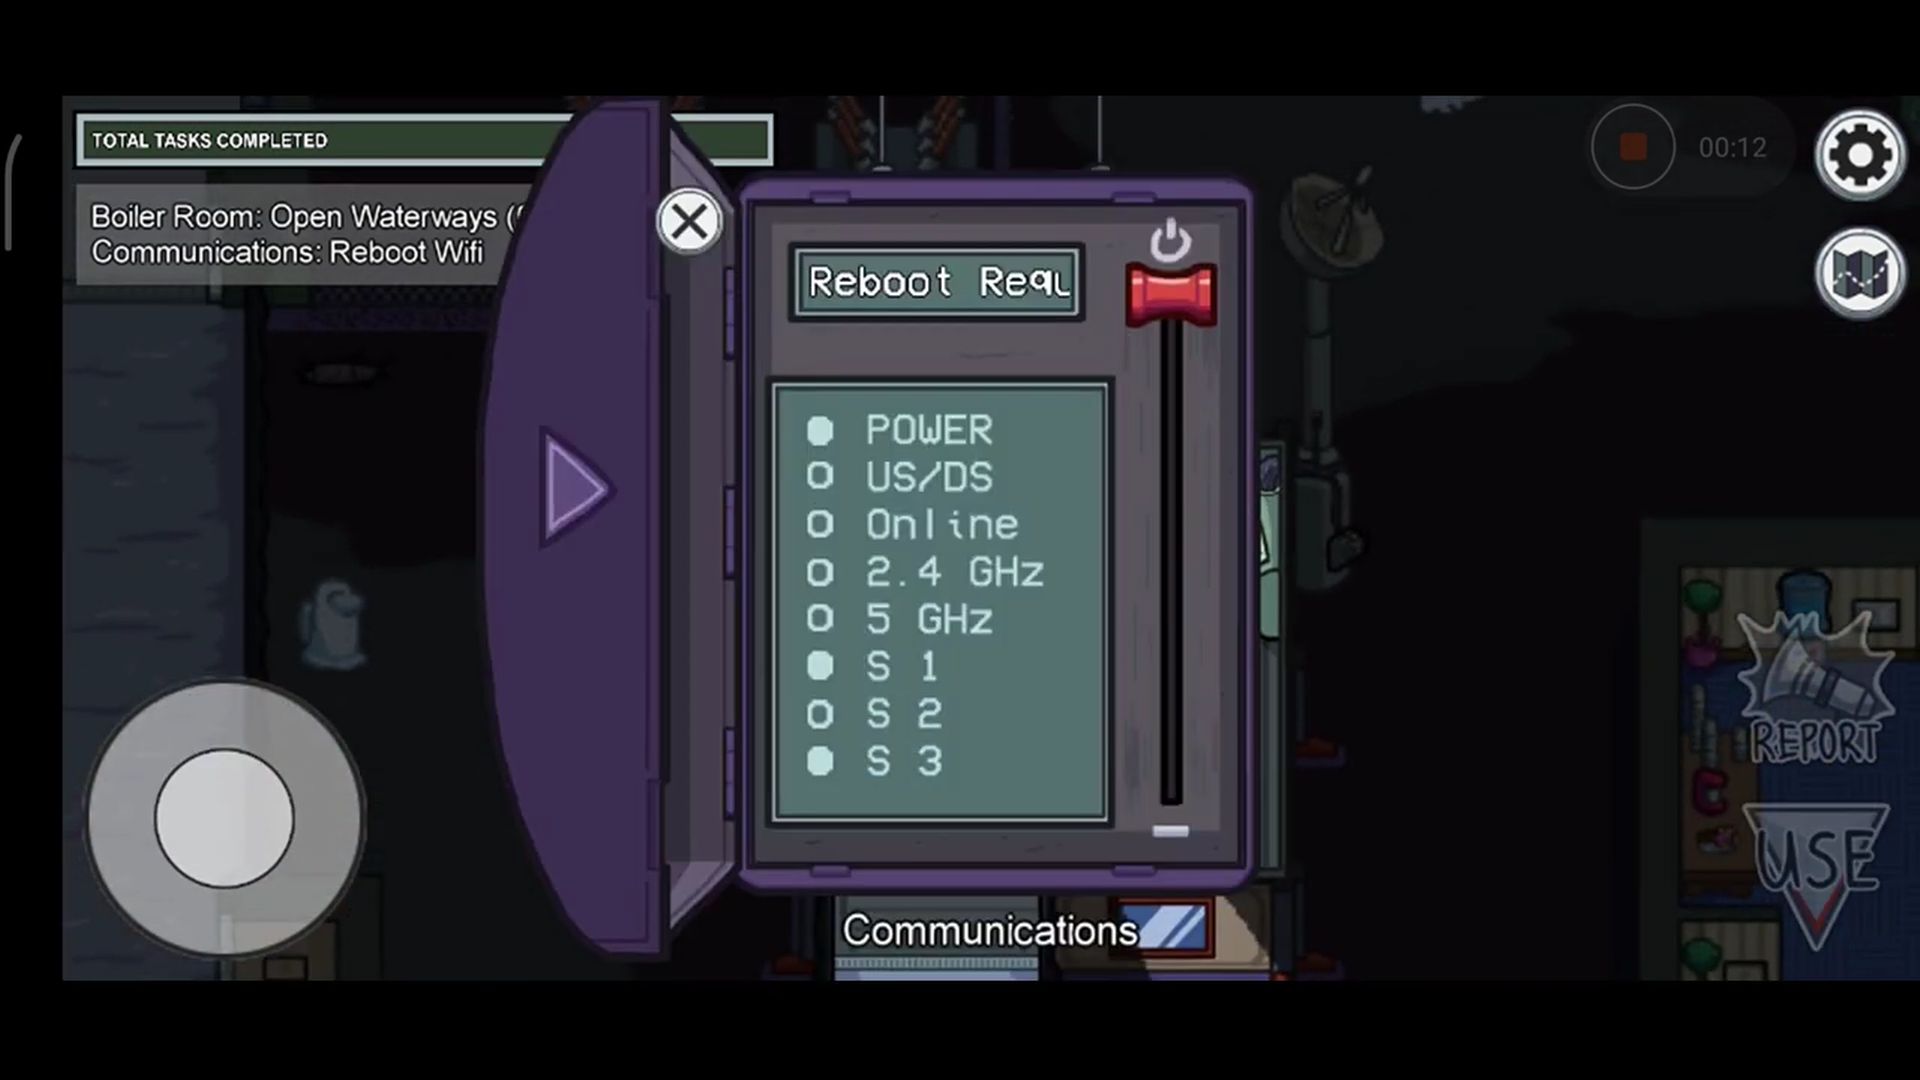 TOTAL TASKS COMPLETED
00:12
Boiler Room: Open Waterways (
Communications: Reboot Wifi
Reboot Requ
POWER
US/DS
Online
2.4 GHz
5 GHz
S 1
S 2
S 3
REPORT
USE
Communications